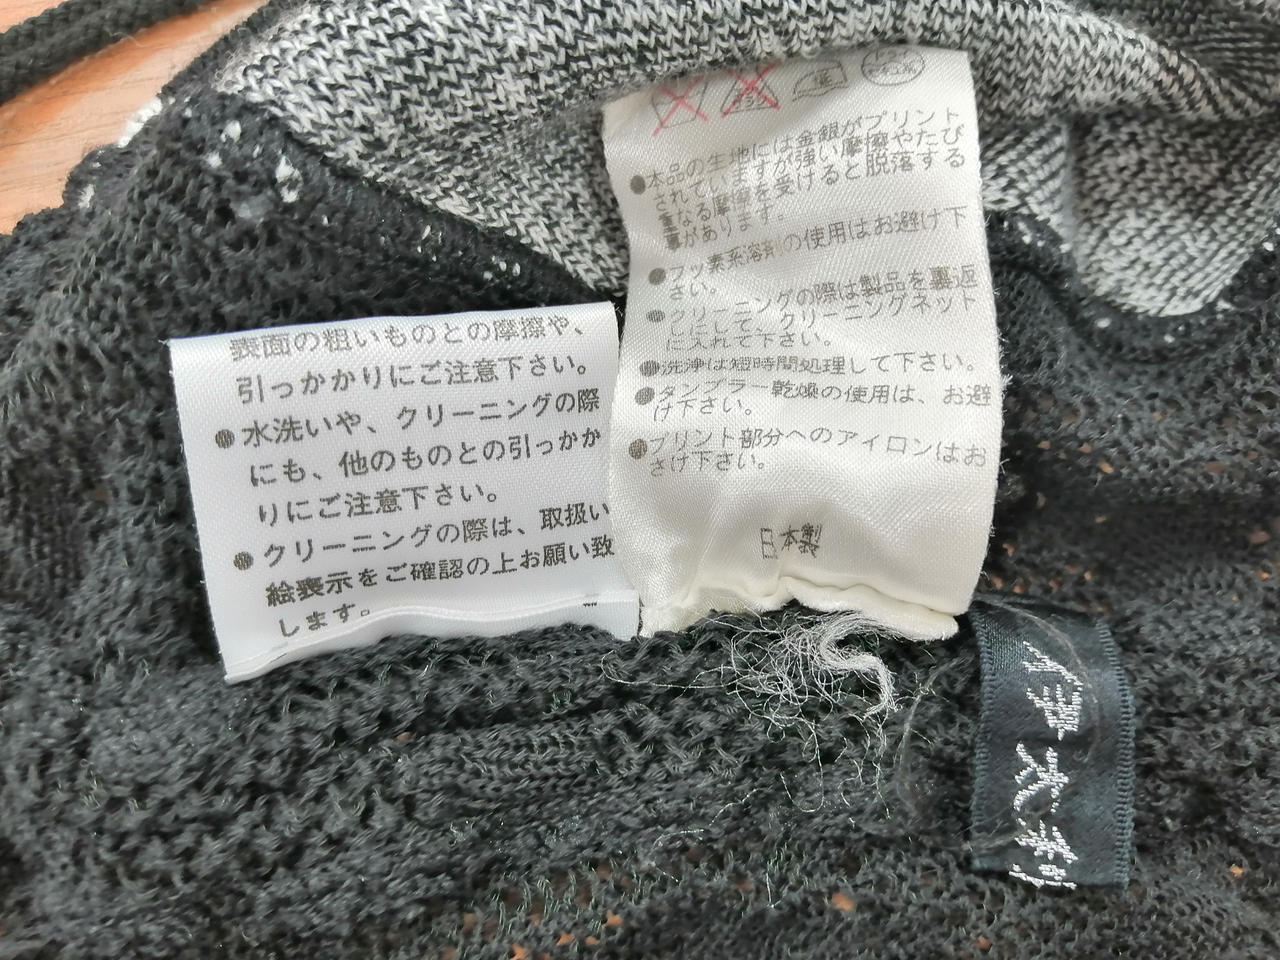 表面の粗いものとの摩擦や、
引っかかりにご注意下さい。
●水洗いや、クリーニングの際
にも、他のものとの引っかか
りにご注意下さい。
●クリーニングの際は、取扱い
絵表示をご確認の上お願い致
します。
●本品の生地には金銀がプリント
されていますが強い摩擦やたび
重なる摩擦を受けると脱落する
事があります。
●フッ素系溶剤の使用はお避け下
さい。
●クリーニングの際は製品を裏返
しにして、クリーニングネット
に入れて下さい。
●洗浄は短時間処理して下さい。
●タンブラー乾燥の使用は、お避
け下さい。
●プリント部分へのアイロンはお
さけ下さい。
日本製
伊太利